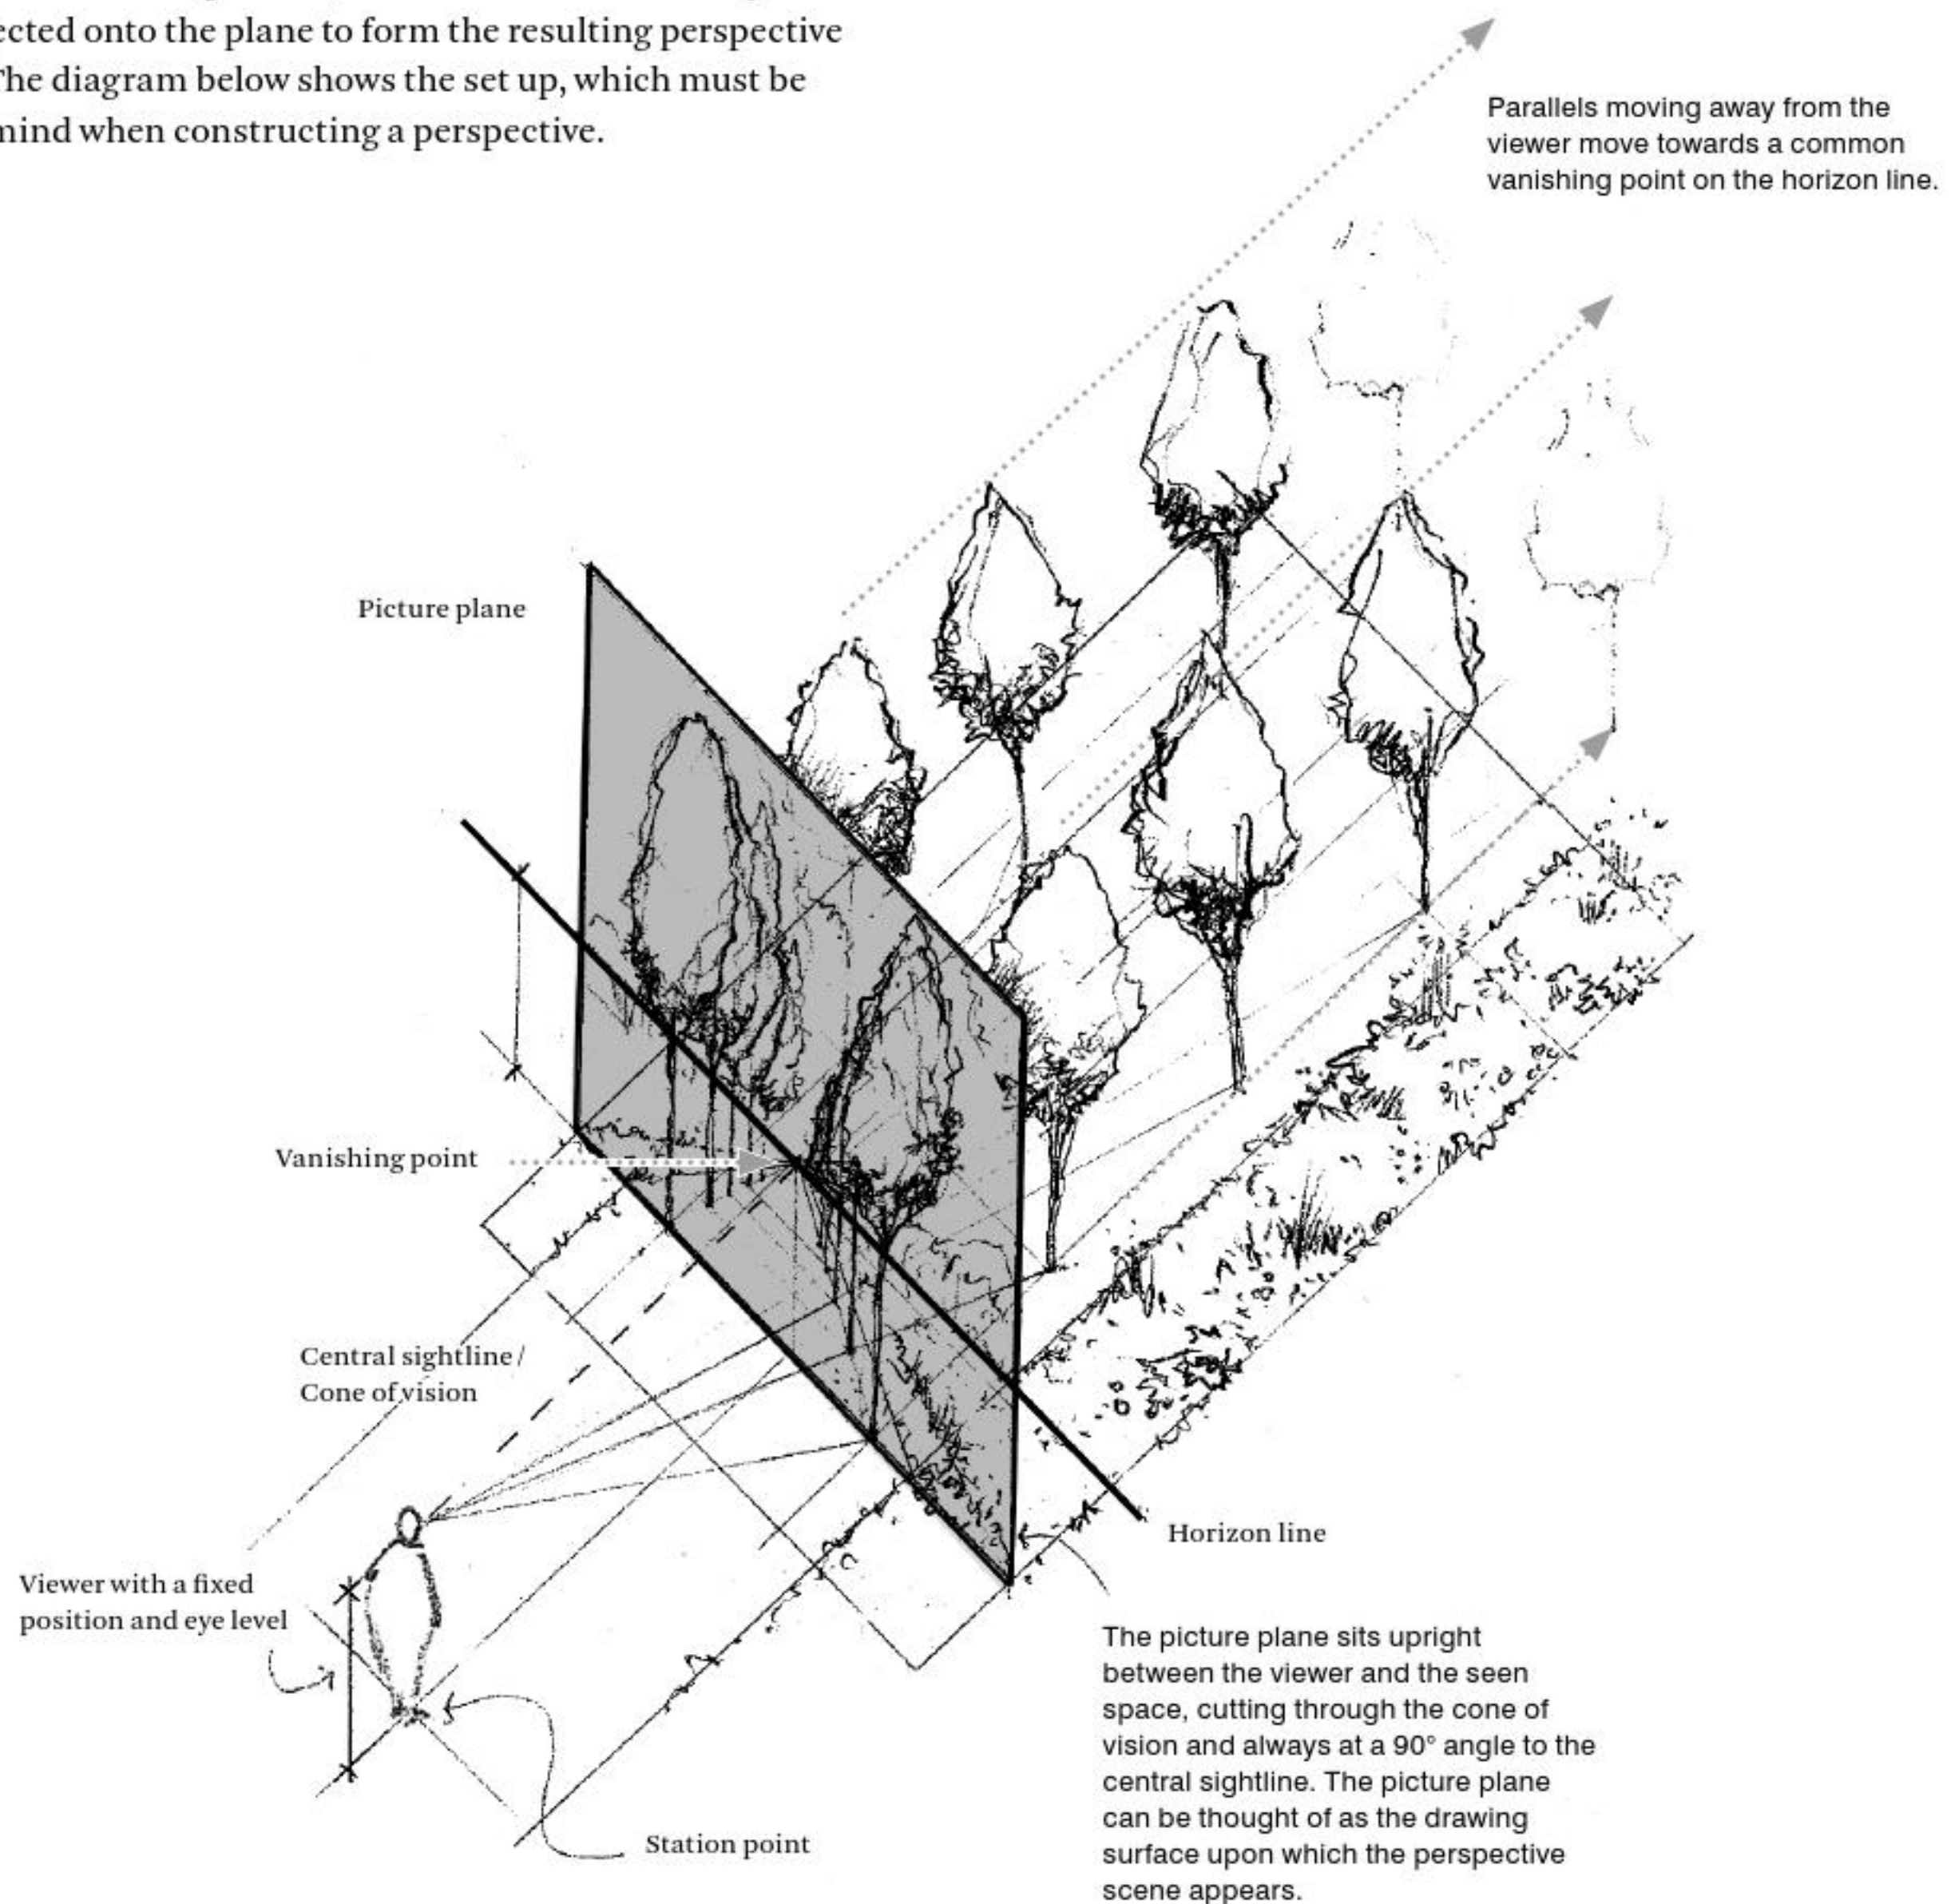 ected onto the plane to form the resulting perspective
The diagram below shows the set up, which must be
mind when constructing a perspective.
Parallels moving away from the
viewer move towards a common
vanishing point on the horizon line.
Picture plane
Vanishing point
Central sightline/
Cone of vision
Horizon line
Viewer with a fixed
position and eye level
The picture plane sits upright
between the viewer and the seen
space, cutting through the cone of
vision and always at a 90° angle to the
central sightline. The picture plane
can be thought of as the drawing
surface upon which the perspective
scene appears.
Station point